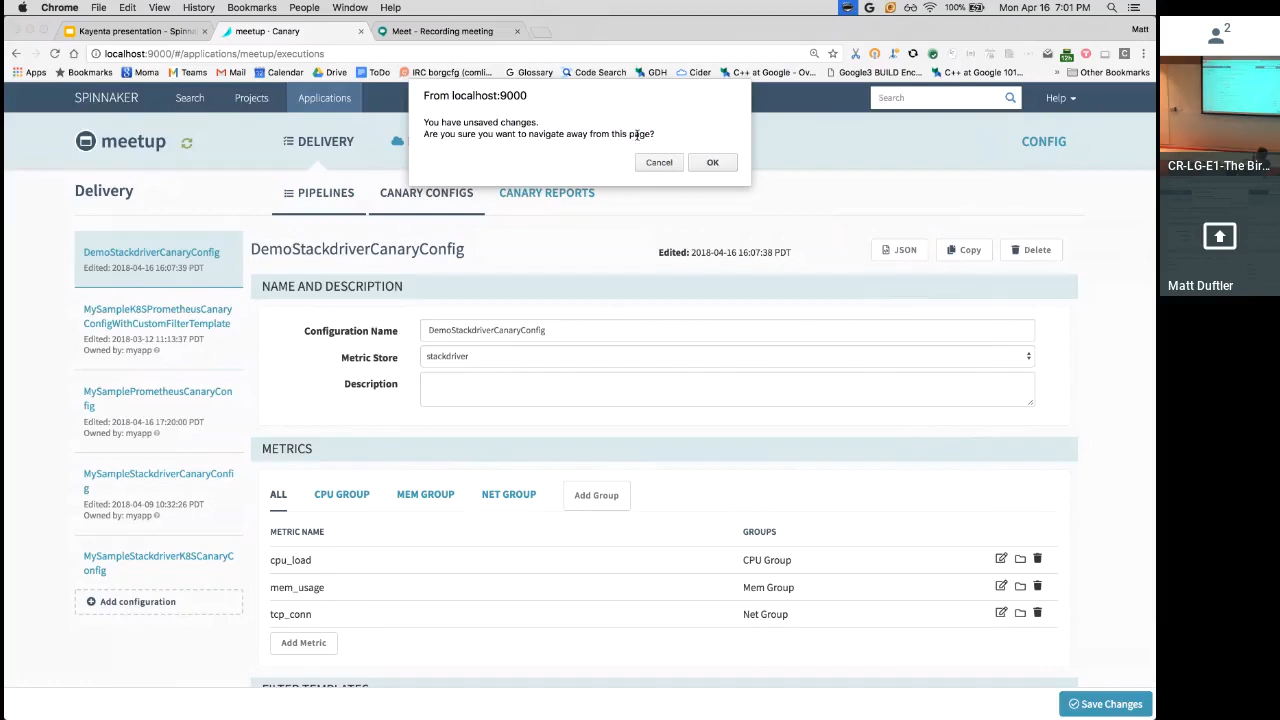 Chrome File Edit View History Bookmarks People Window Help 100% Mon Apr 16 7:01 PM
Kayenta presentation - Spinn
meetup · Canary
Meet - Recording meeting
Matt
2
localhost:9000/#/applications/meetup/executions
12h
Apps Bookmarks Moma Teams Mail Calendar Drive ToDo IRC borgcfg (comli... Glossary Code Search GDH Cider C++ at Google - Ov... Google3 BUILD Enc... C++ at Google 101... Other Bookmarks
From localhost:9000
You have unsaved changes.
Are you sure you want to navigate away from this page?
Cancel OK
SPINNAKER Search Projects Applications Search Help
meetup DELIVERY CONFIG
CR-LG-E1-The Bir...
Matt Duftler
Delivery PIPELINES CANARY CONFIGS CANARY REPORTS
DemoStackdriverCanaryConfig
Edited: 2018-04-16 16:07:39 PDT
MySampleK8SPrometheusCanary
ConfigWithCustomFilterTemplate
Edited: 2018-03-12 11:13:37 PDT
Owned by: myapp
MySamplePrometheusCanaryCon
fig
Edited: 2018-04-16 17:20:00 PDT
Owned by: myapp
MySampleStackdriverCanaryConfi
g
Edited: 2018-04-09 10:32:26 PDT
Owned by: myapp
MySampleStackdriverK8SCanaryC
onfig
Add configuration
DemoStackdriverCanaryConfig Edited: 2018-04-16 16:07:38 PDT JSON Copy Delete
NAME AND DESCRIPTION
Configuration Name DemoStackdriverCanaryConfig
Metric Store stackdriver
Description
METRICS
ALL CPU GROUP MEM GROUP NET GROUP Add Group
METRIC NAME GROUPS
cpu_load CPU Group
mem_usage Mem Group
tcp_conn Net Group
Add Metric
FILTER TEMPLATES
Save Changes